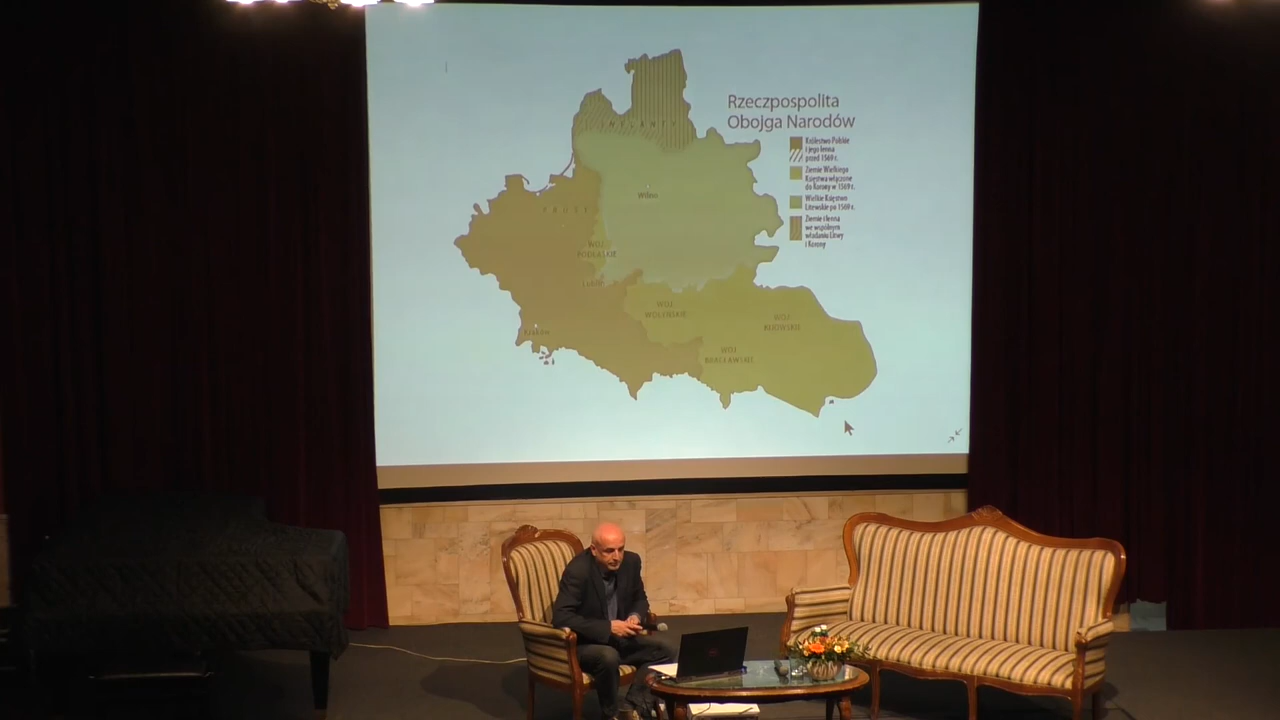 Rzeczpospolita
Obojga Narodów
Królestwo Polskie
i jego lenna
przed 1569 r.
Ziemie Wielkiego
Księstwa włączone
do Korony w 1569 r.
Wielkie Księstwo
Litewskie po 1569 r.
Ziemie i lenna
we wspólnym
władaniu Litwy
i Korony
INFLANTY
Wilno
PRUSY
WOJ.
PODLASKIE
Lublin
WOJ.
WOŁYŃSKIE
WOJ.
KIJOWSKIE
Kraków
WOJ.
BRACŁAWSKIE